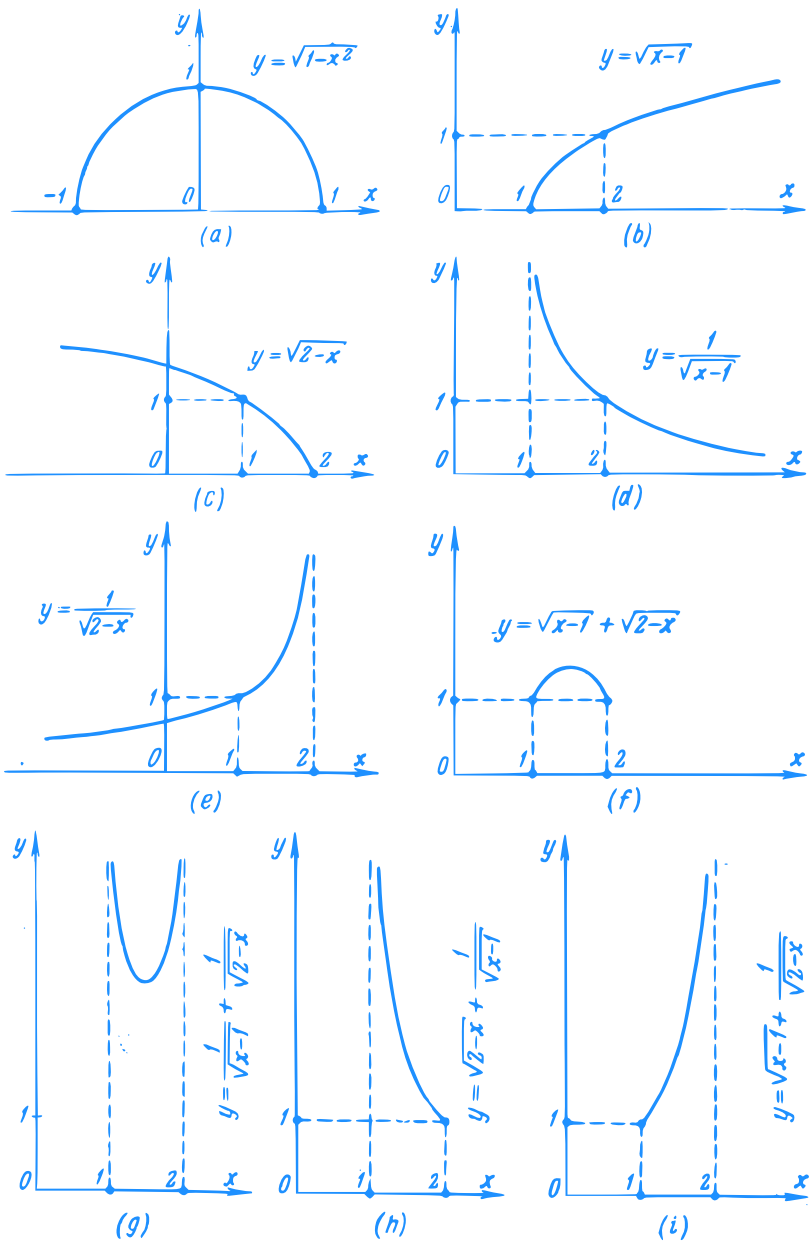 y
y = √(1-x²)
1
-1 0 1 x
(a)
y
y = √(x-1)
1
0 1 2 x
(b)
y
y = √(2-x)
1
0 1 2 x
(c)
y
y = 1/√(x-1)
1
0 1 2 x
(d)
y
y = 1/√(2-x)
1
0 1 2 x
(e)
y
y = √(x-1) + √(2-x)
1
0 1 2 x
(f)
y
y = 1/√(x-1) + 1/√(2-x)
1
0 1 2 x
(g)
y
y = √(2-x) + 1/√(x-1)
1
0 1 2 x
(h)
y
y = √(x-1) + 1/√(2-x)
1
0 1 2 x
(i)